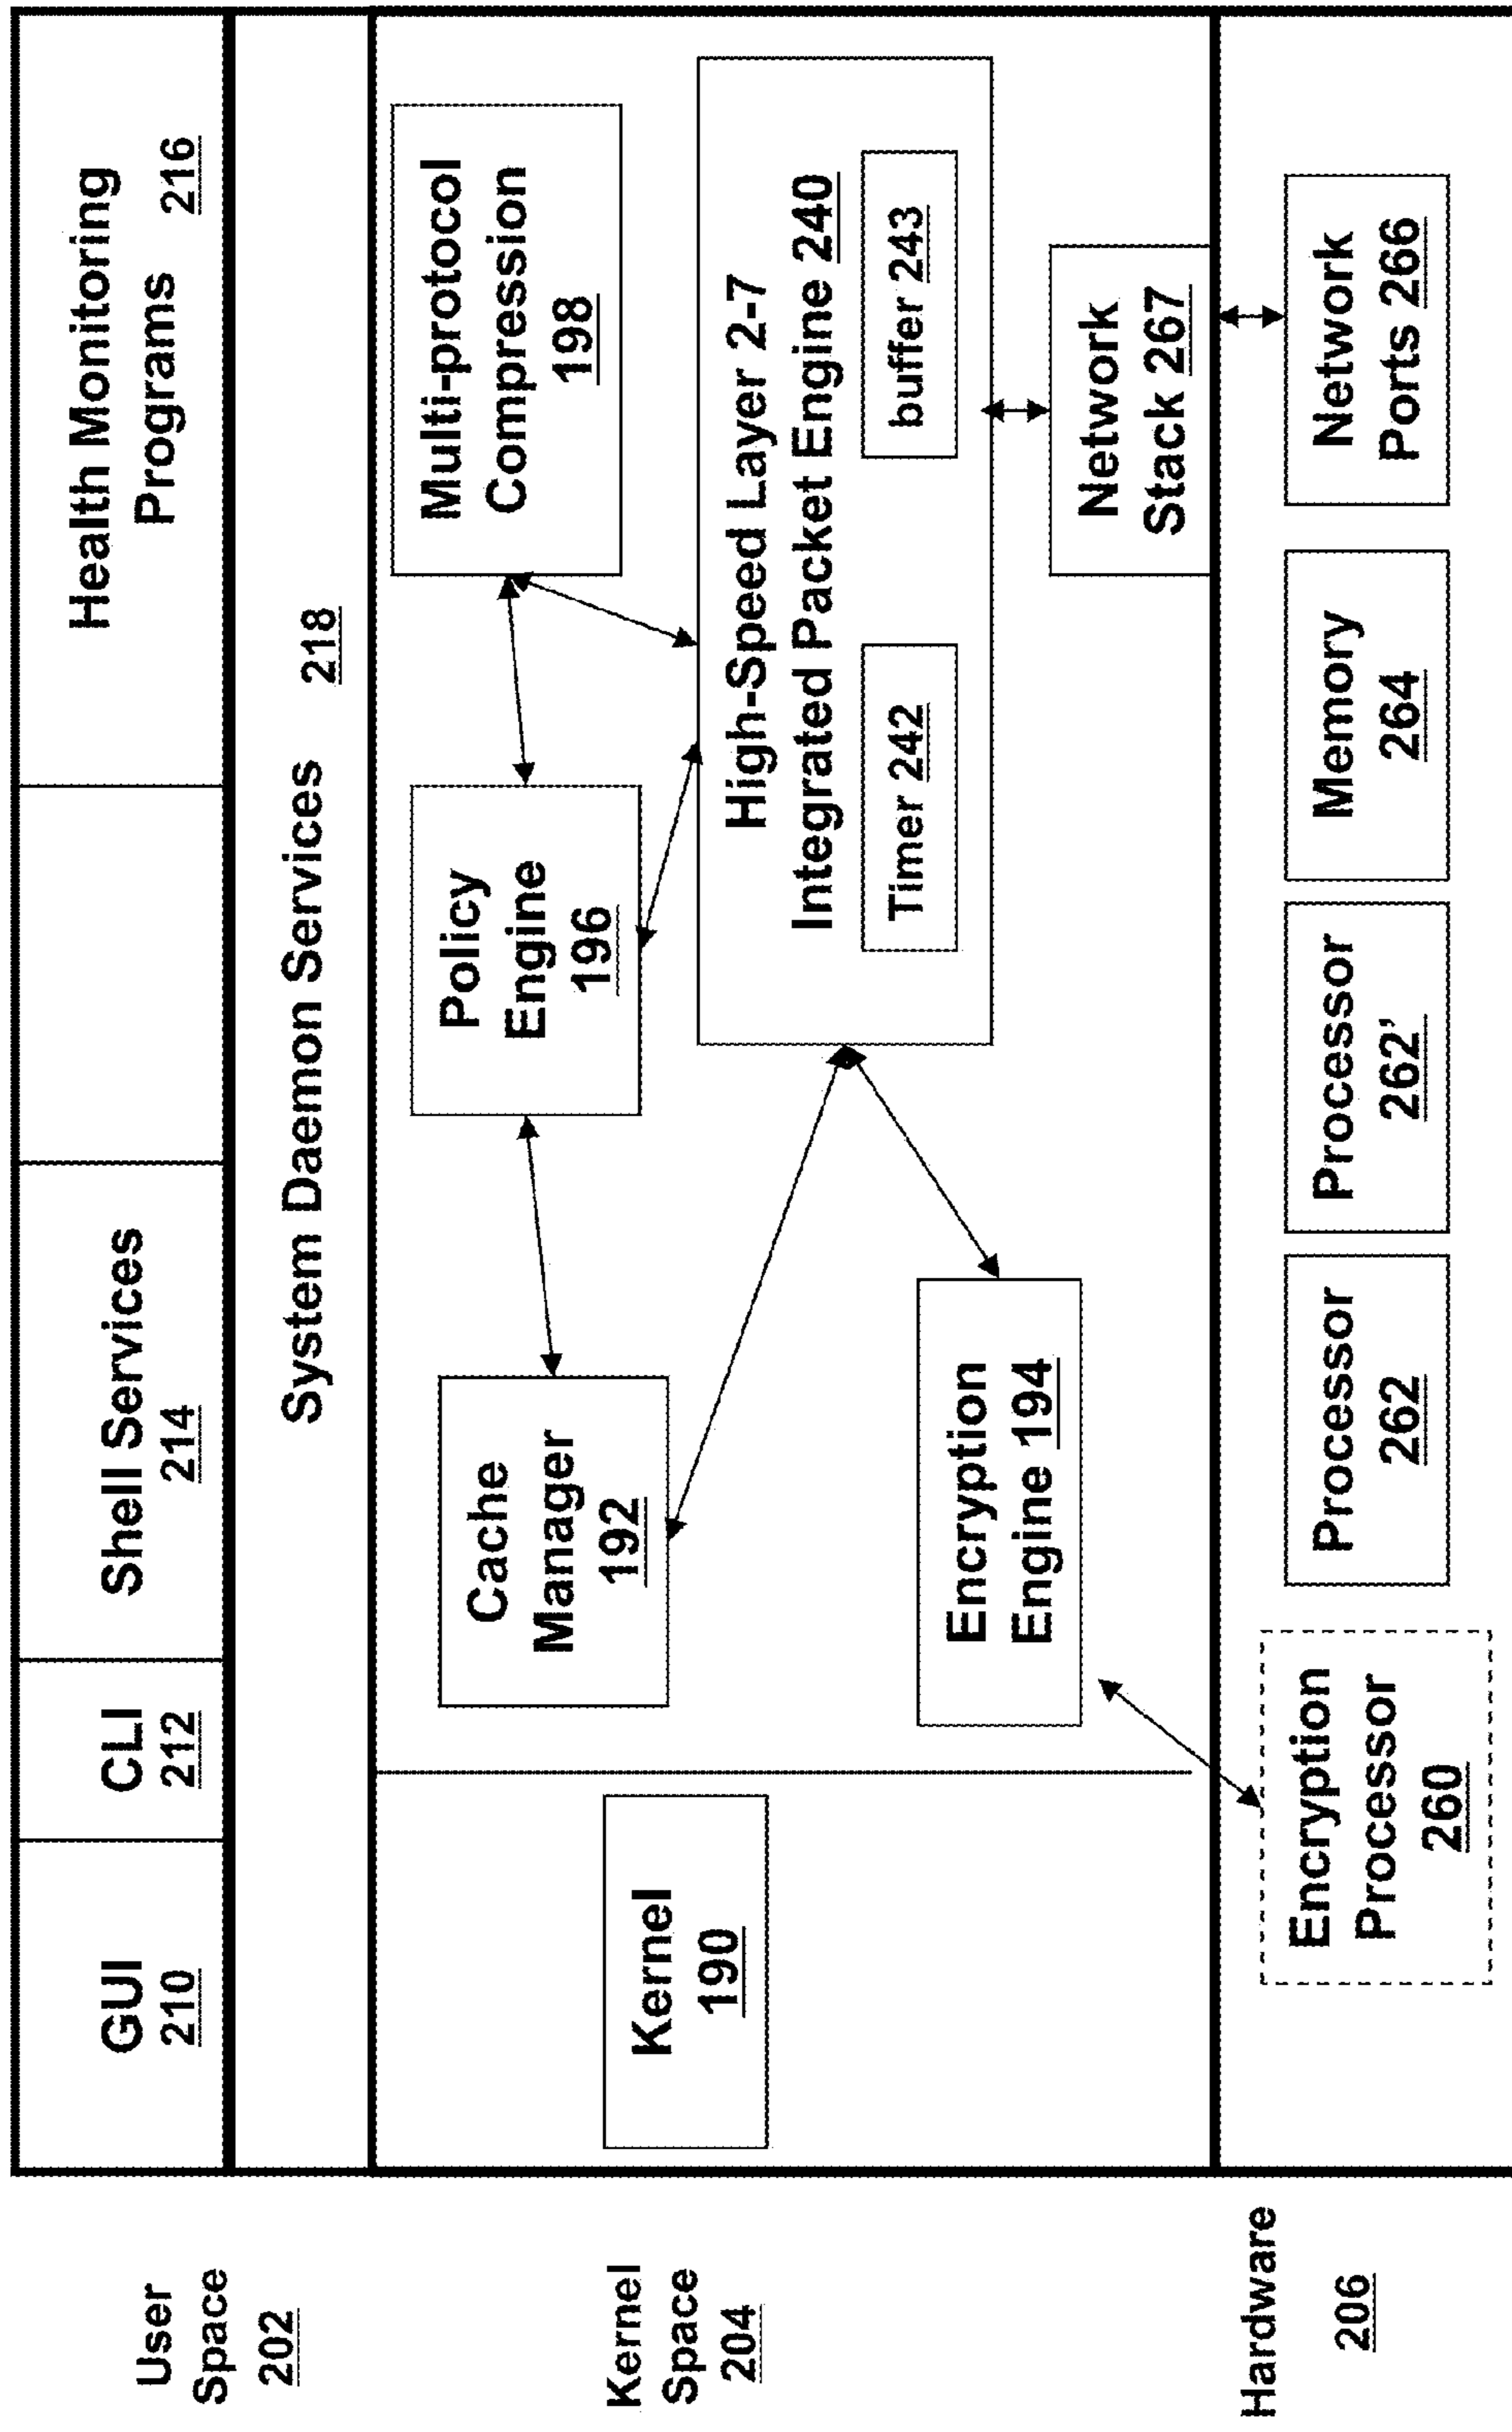 User
Space
202
GUI
210
CLI
212
Shell Services
214
Health Monitoring
Programs 216
System Daemon Services 218
Kernel
Space
204
Kernel
190
Cache
Manager
192
Policy
Engine
196
Multi-protocol
Compression
198
High-Speed Layer 2-7
Integrated Packet Engine 240
Timer 242
buffer 243
Encryption
Engine 194
Network
Stack 267
Hardware
206
Encryption
Processor
260
Processor
262
Processor
262'
Memory
264
Network
Ports 266